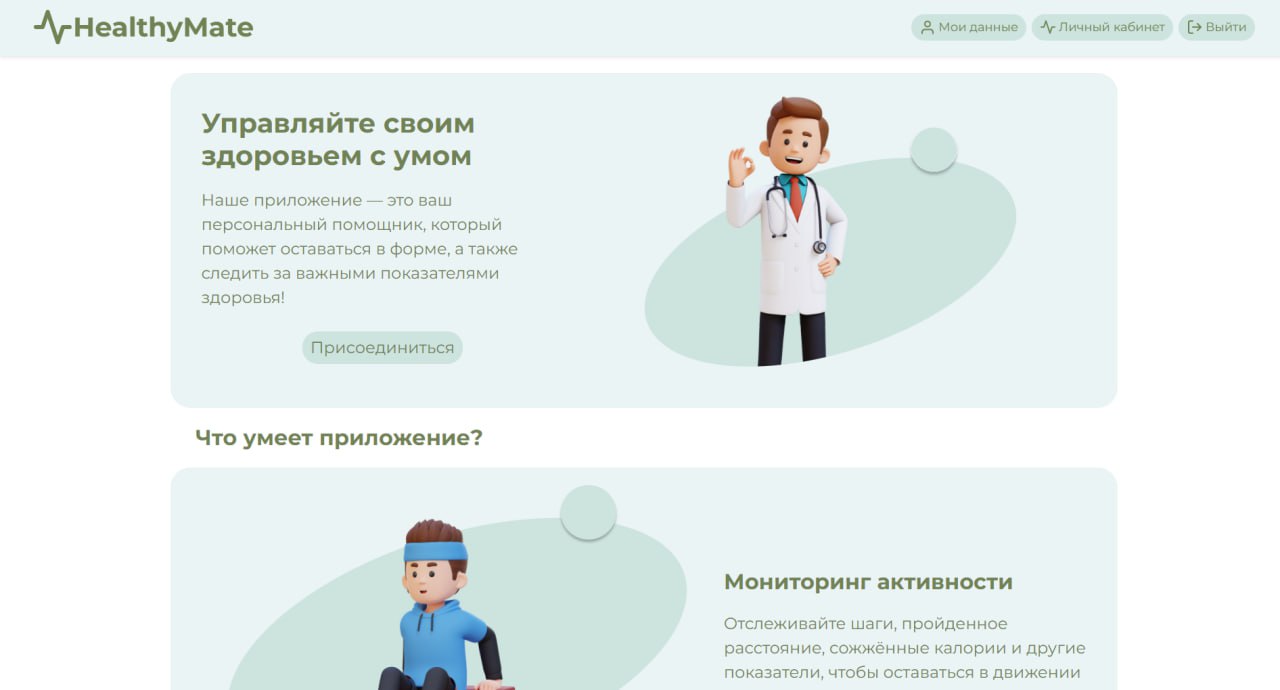 HealthyMate
Мои данные
Личный кабинет
Выйти
Управляйте своим
здоровьем с умом
Наше приложение — это ваш
персональный помощник, который
поможет оставаться в форме, а также
следить за важными показателями
здоровья!
Присоединиться
Что умеет приложение?
Мониторинг активности
Отслеживайте шаги, пройденное
расстояние, сожжённые калории и другие
показатели, чтобы оставаться в движении